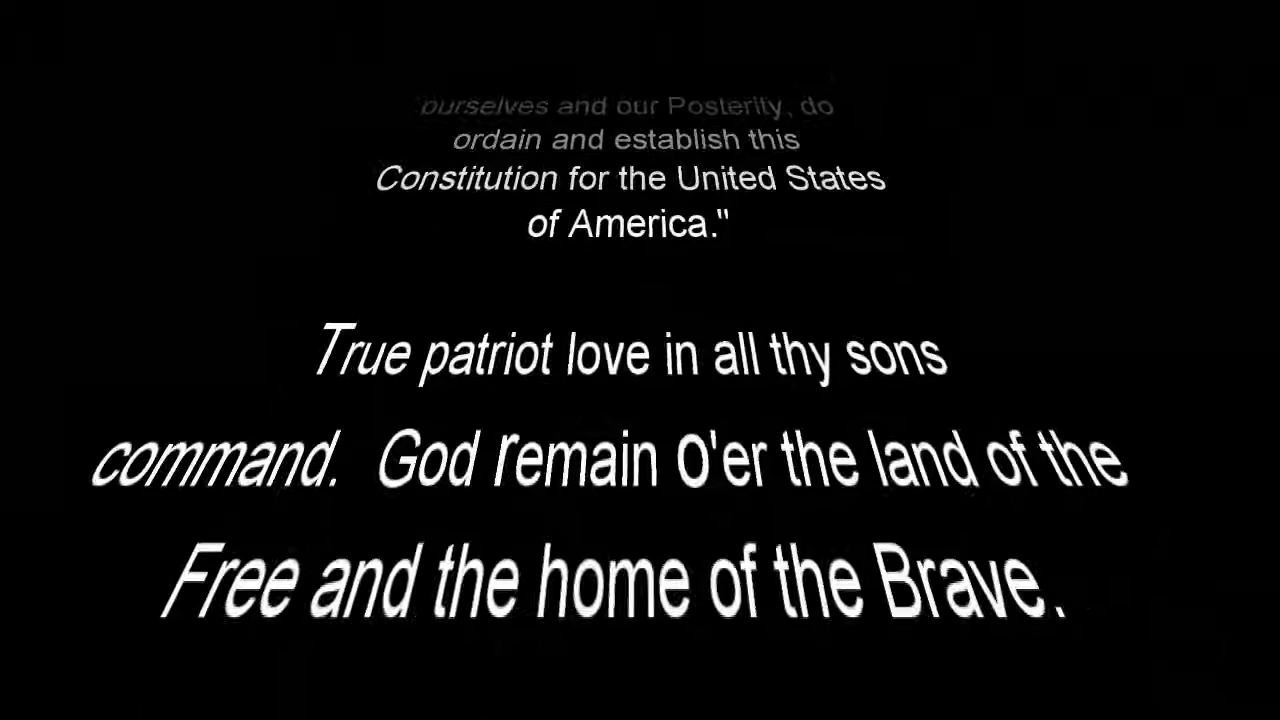 ourselves and our Posterity, do
ordain and establish this
Constitution for the United States
of America."
True patriot love in all thy sons
command. God remain o'er the land of the
Free and the home of the Brave.